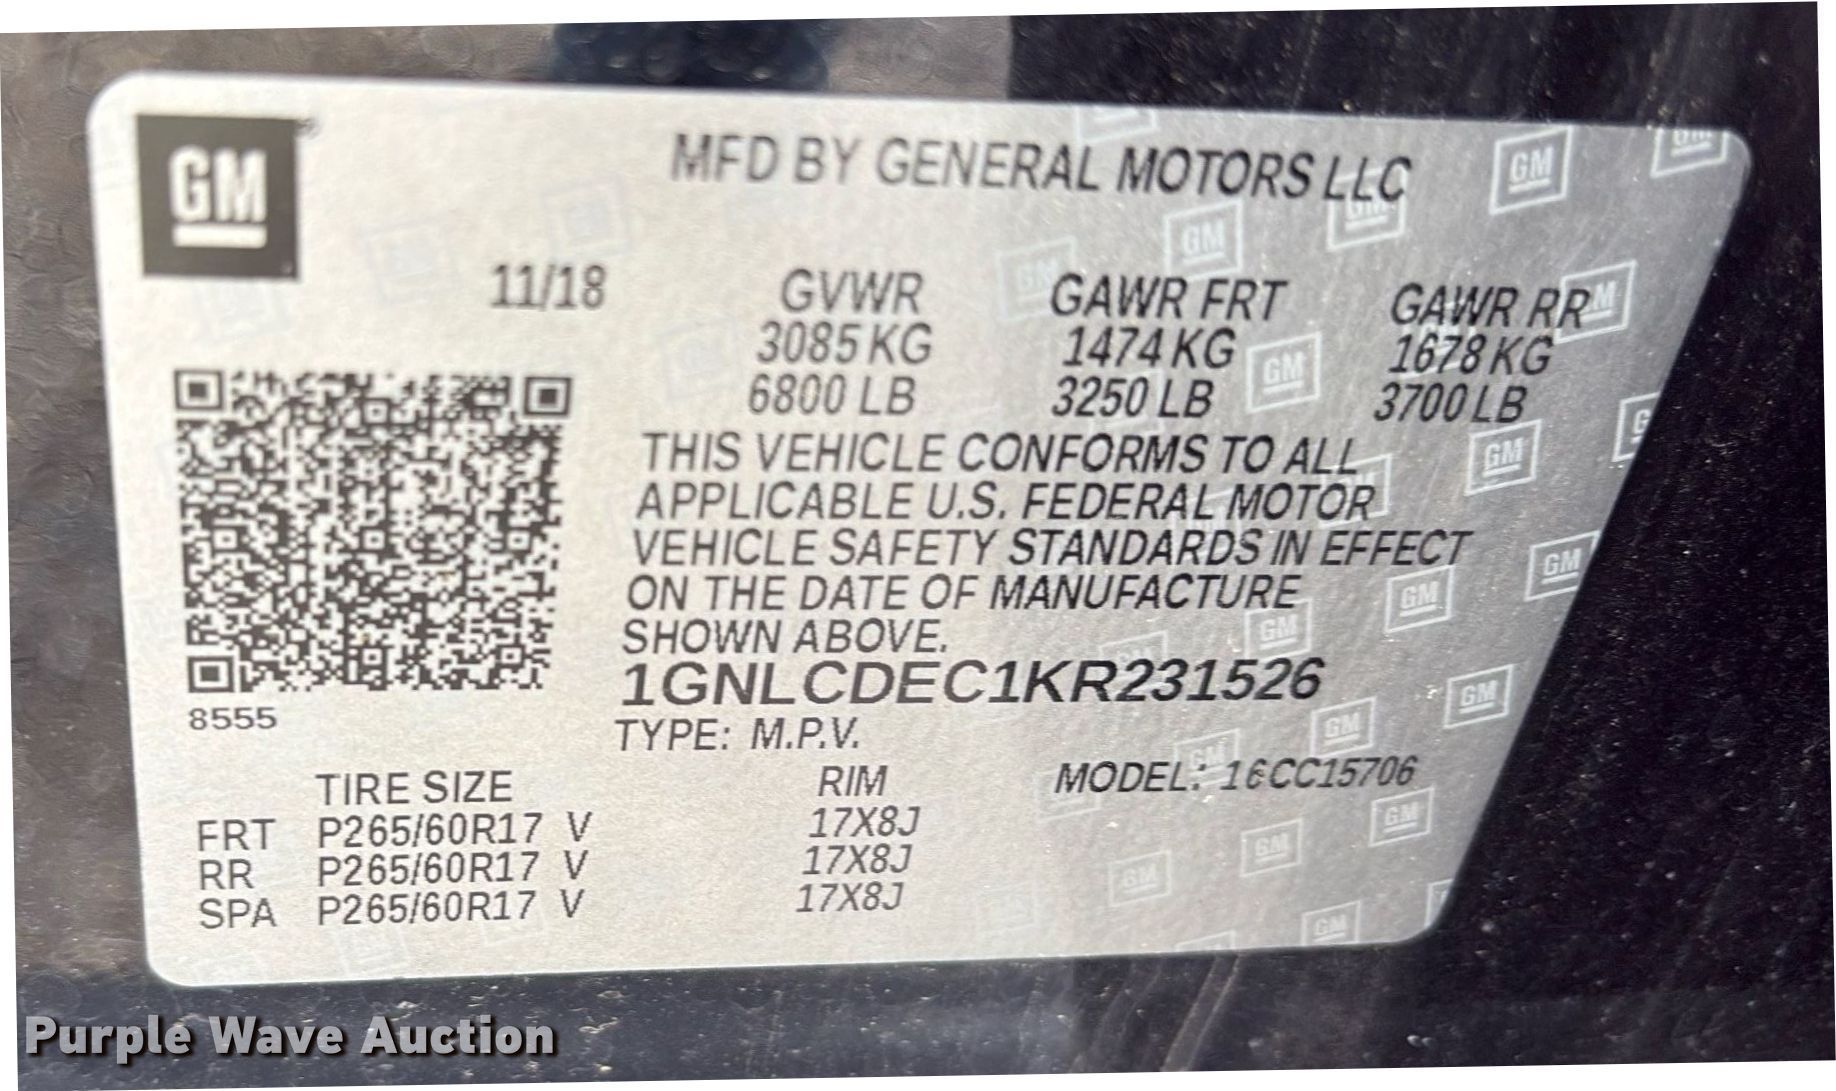 GM
MFD BY GENERAL MOTORS LLC
11/18 GVWR GAWR FRT GAWR RR
3085 KG 1474 KG 1678 KG
6800 LB 3250 LB 3700 LB
THIS VEHICLE CONFORMS TO ALL
APPLICABLE U.S. FEDERAL MOTOR
VEHICLE SAFETY STANDARDS IN EFFECT
ON THE DATE OF MANUFACTURE
SHOWN ABOVE.
1GNLCDEC1KR231526
8555
TYPE: M.P.V.
TIRE SIZE RIM MODEL: 16CC15706
FRT P265/60R17 V 17X8J
RR P265/60R17 V 17X8J
SPA P265/60R17 V 17X8J
Purple Wave Auction